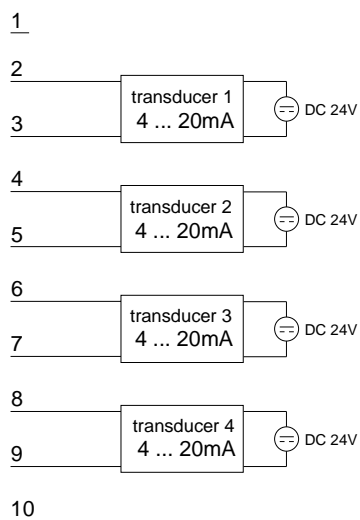 1
2
transducer 1
4 ... 20mA
DC 24V
3
4
transducer 2
4 ... 20mA
DC 24V
5
6
transducer 3
4 ... 20mA
DC 24V
7
8
transducer 4
4 ... 20mA
DC 24V
9
10